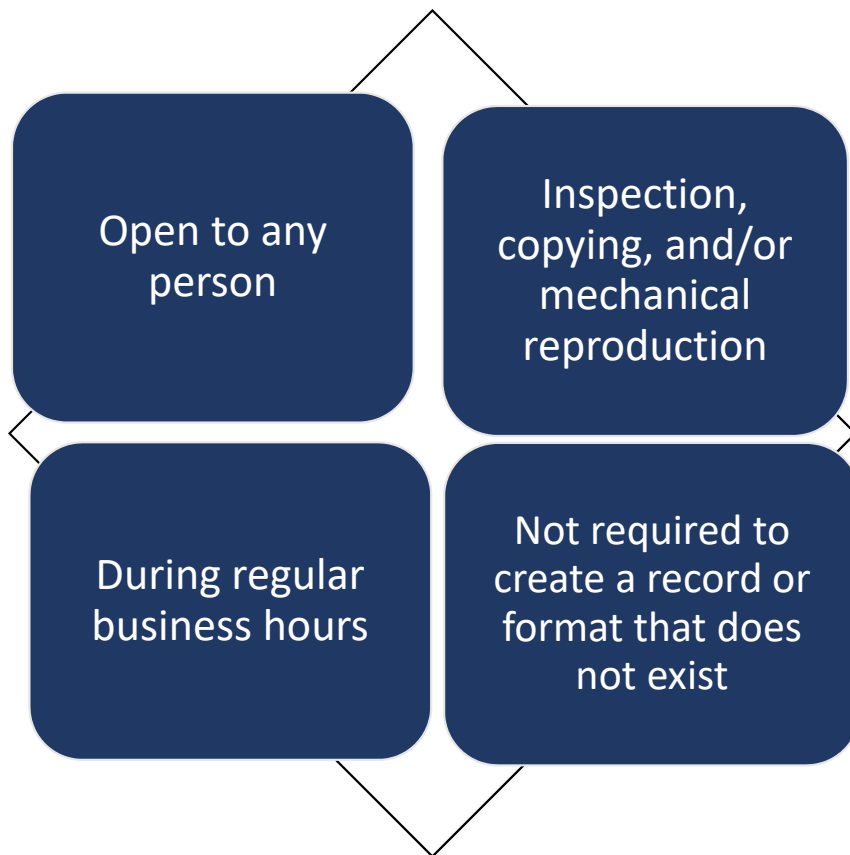 Open to any
person
Inspection,
copying, and/or
mechanical
reproduction
During regular
business hours
Not required to
create a record or
format that does
not exist